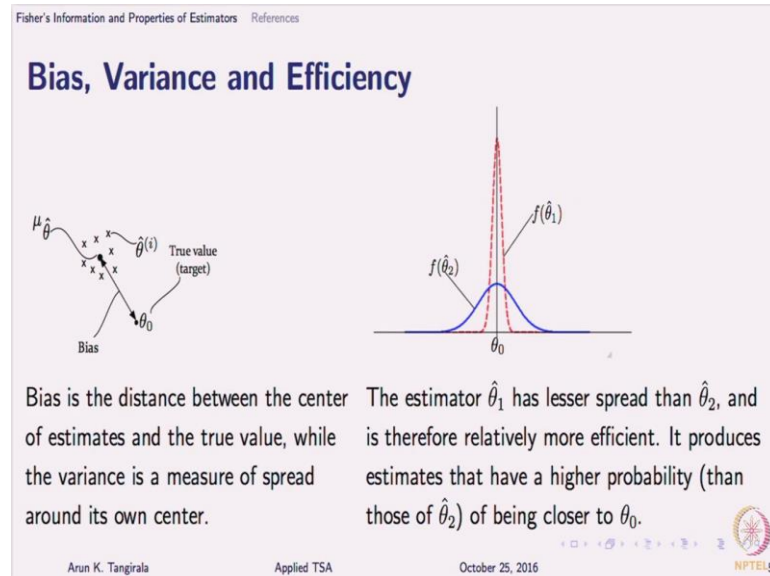 Fisher's Information and Properties of Estimators References
Bias, Variance and Efficiency
μ_θ̂
x x x
x x
x x x x
θ̂^(i)
True value
(target)
θ₀
Bias
f(θ̂₁)
f(θ̂₂)
θ₀
Bias is the distance between the center
of estimates and the true value, while
the variance is a measure of spread
around its own center.
The estimator θ̂₁ has lesser spread than θ̂₂, and
is therefore relatively more efficient. It produces
estimates that have a higher probability (than
those of θ̂₂) of being closer to θ₀.
Arun K. Tangirala Applied TSA October 25, 2016
NPTEL